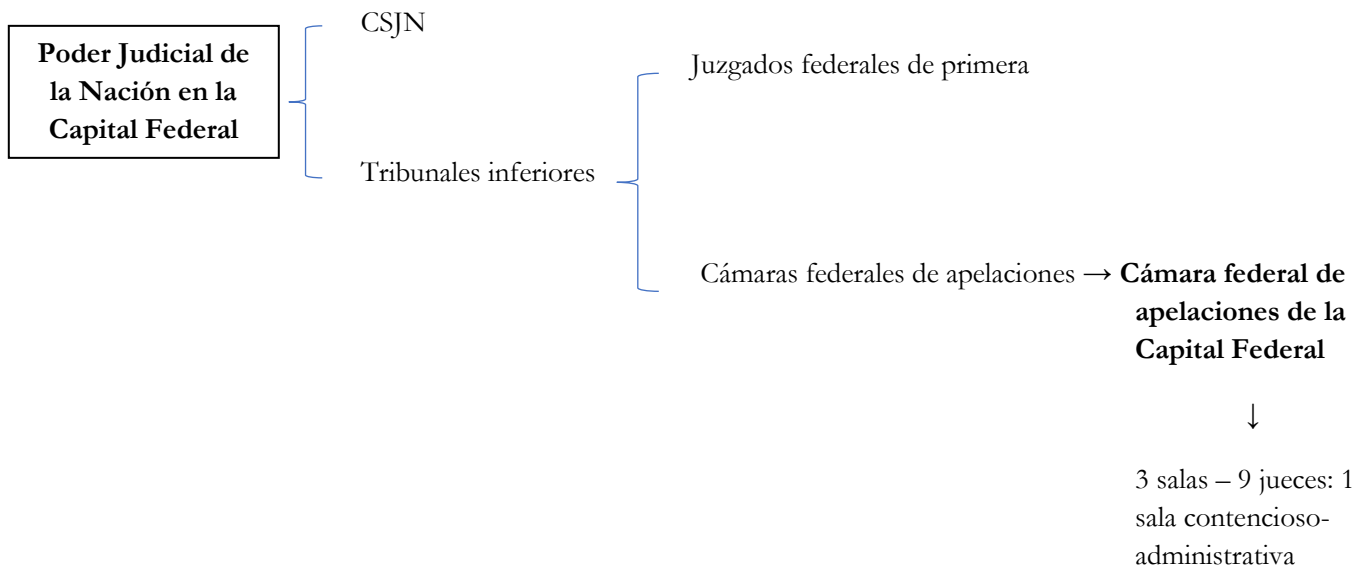 CSJN
Poder Judicial de
la Nación en la
Capital Federal
Juzgados federales de primera
Tribunales inferiores
Cámaras federales de apelaciones → Cámara federal de
apelaciones de la
Capital Federal
↓
3 salas – 9 jueces: 1
sala contencioso-
administrativa